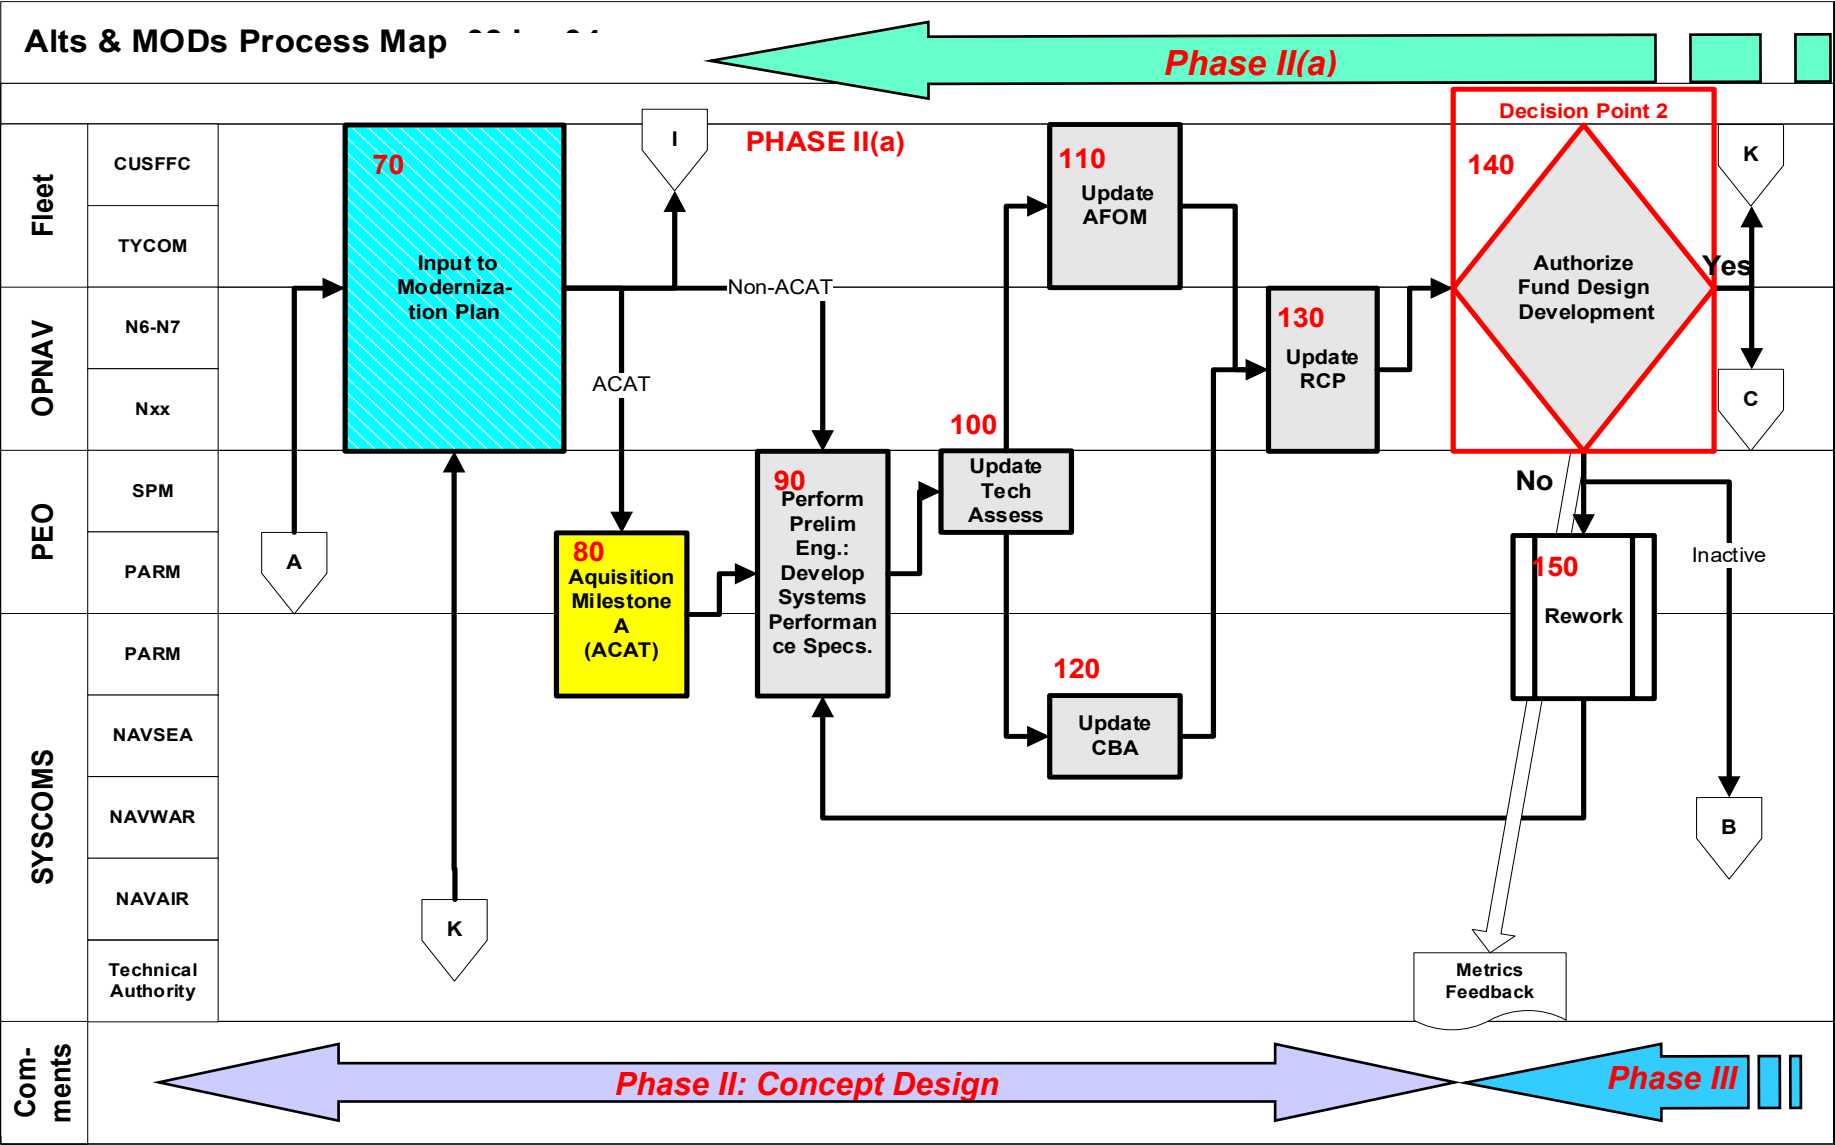 Alts & MODs Process Map
Phase II(a)
Decision Point 2
PHASE II(a)
Fleet
CUSFFC
TYCOM
OPNAV
N6-N7
Nxx
PEO
SPM
PARM
SYSCOMS
PARM
NAVSEA
NAVWAR
NAVAIR
Technical
Authority
Com-
ments
70
Input to
Moderniza-
tion Plan
I
A
K
Non-ACAT
ACAT
80
Aquisition
Milestone
A
(ACAT)
90
Perform
Prelim
Eng.:
Develop
Systems
Performan
ce Specs.
100
Update
Tech
Assess
110
Update
AFOM
120
Update
CBA
130
Update
RCP
140
Authorize
Fund Design
Development
Yes
K
C
No
Inactive
150
Rework
B
Metrics
Feedback
Phase II: Concept Design
Phase III